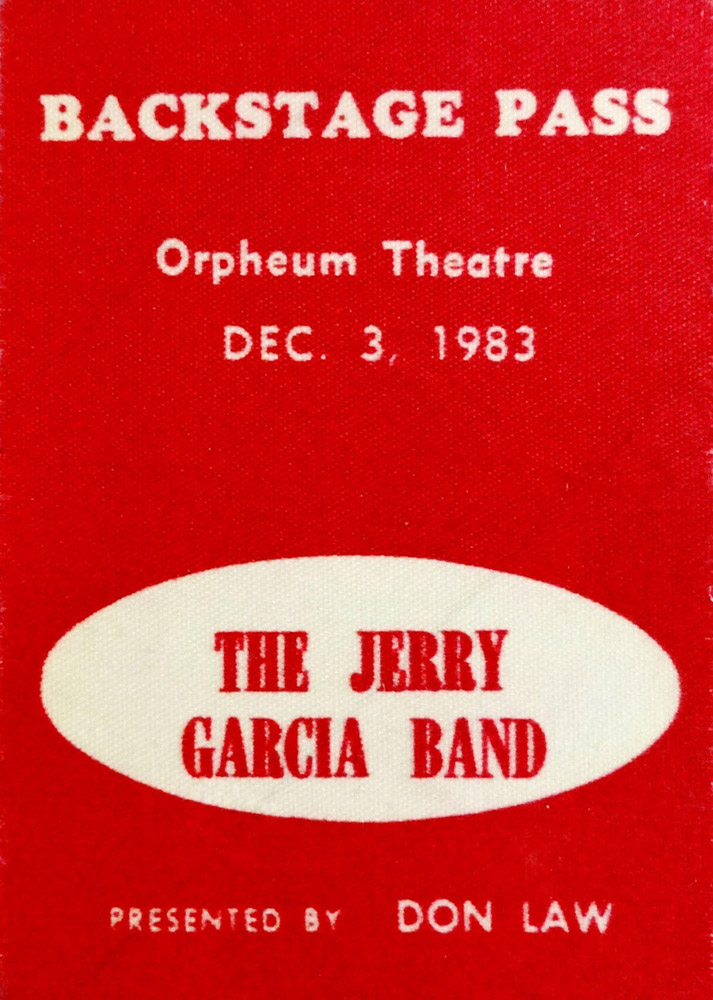 BACKSTAGE PASS
Orpheum Theatre
DEC. 3, 1983
THE JERRY
GARCIA BAND
PRESENTED BY DON LAW